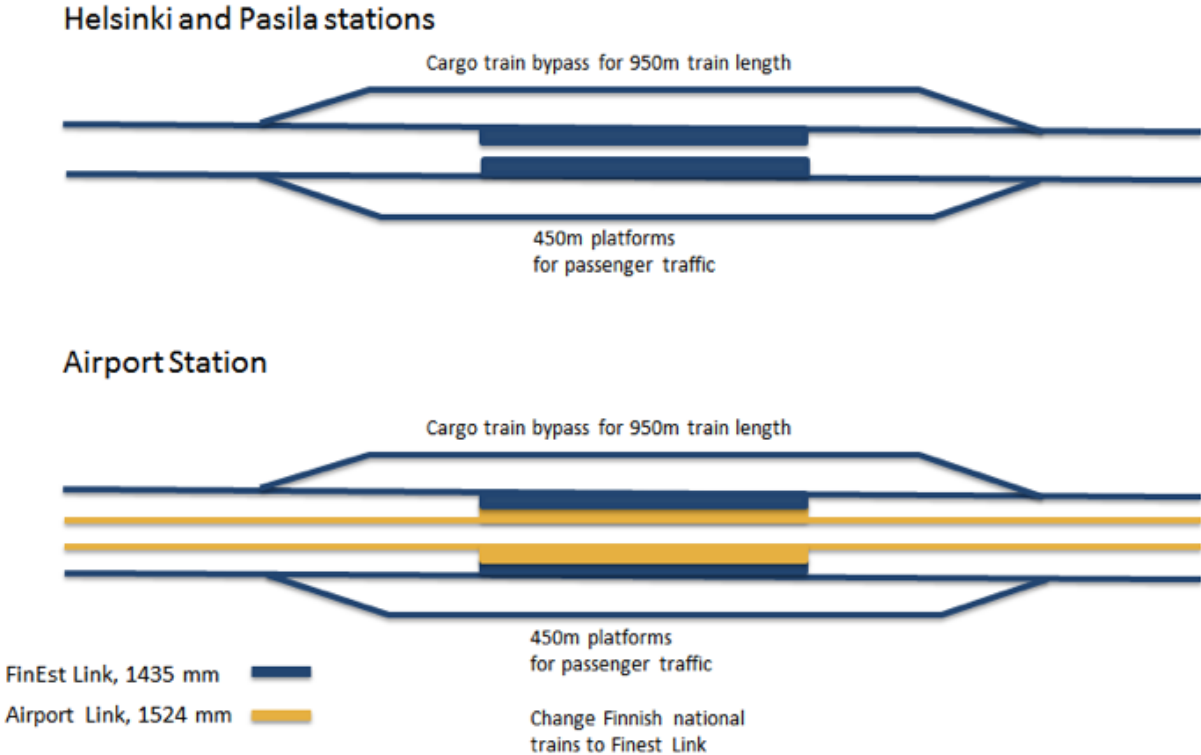 Helsinki and Pasila stations
Cargo train bypass for 950m train length
450m platforms
for passenger traffic
Airport Station
Cargo train bypass for 950m train length
450m platforms
for passenger traffic
FinEst Link, 1435 mm
Airport Link, 1524 mm
Change Finnish national
trains to Finest Link